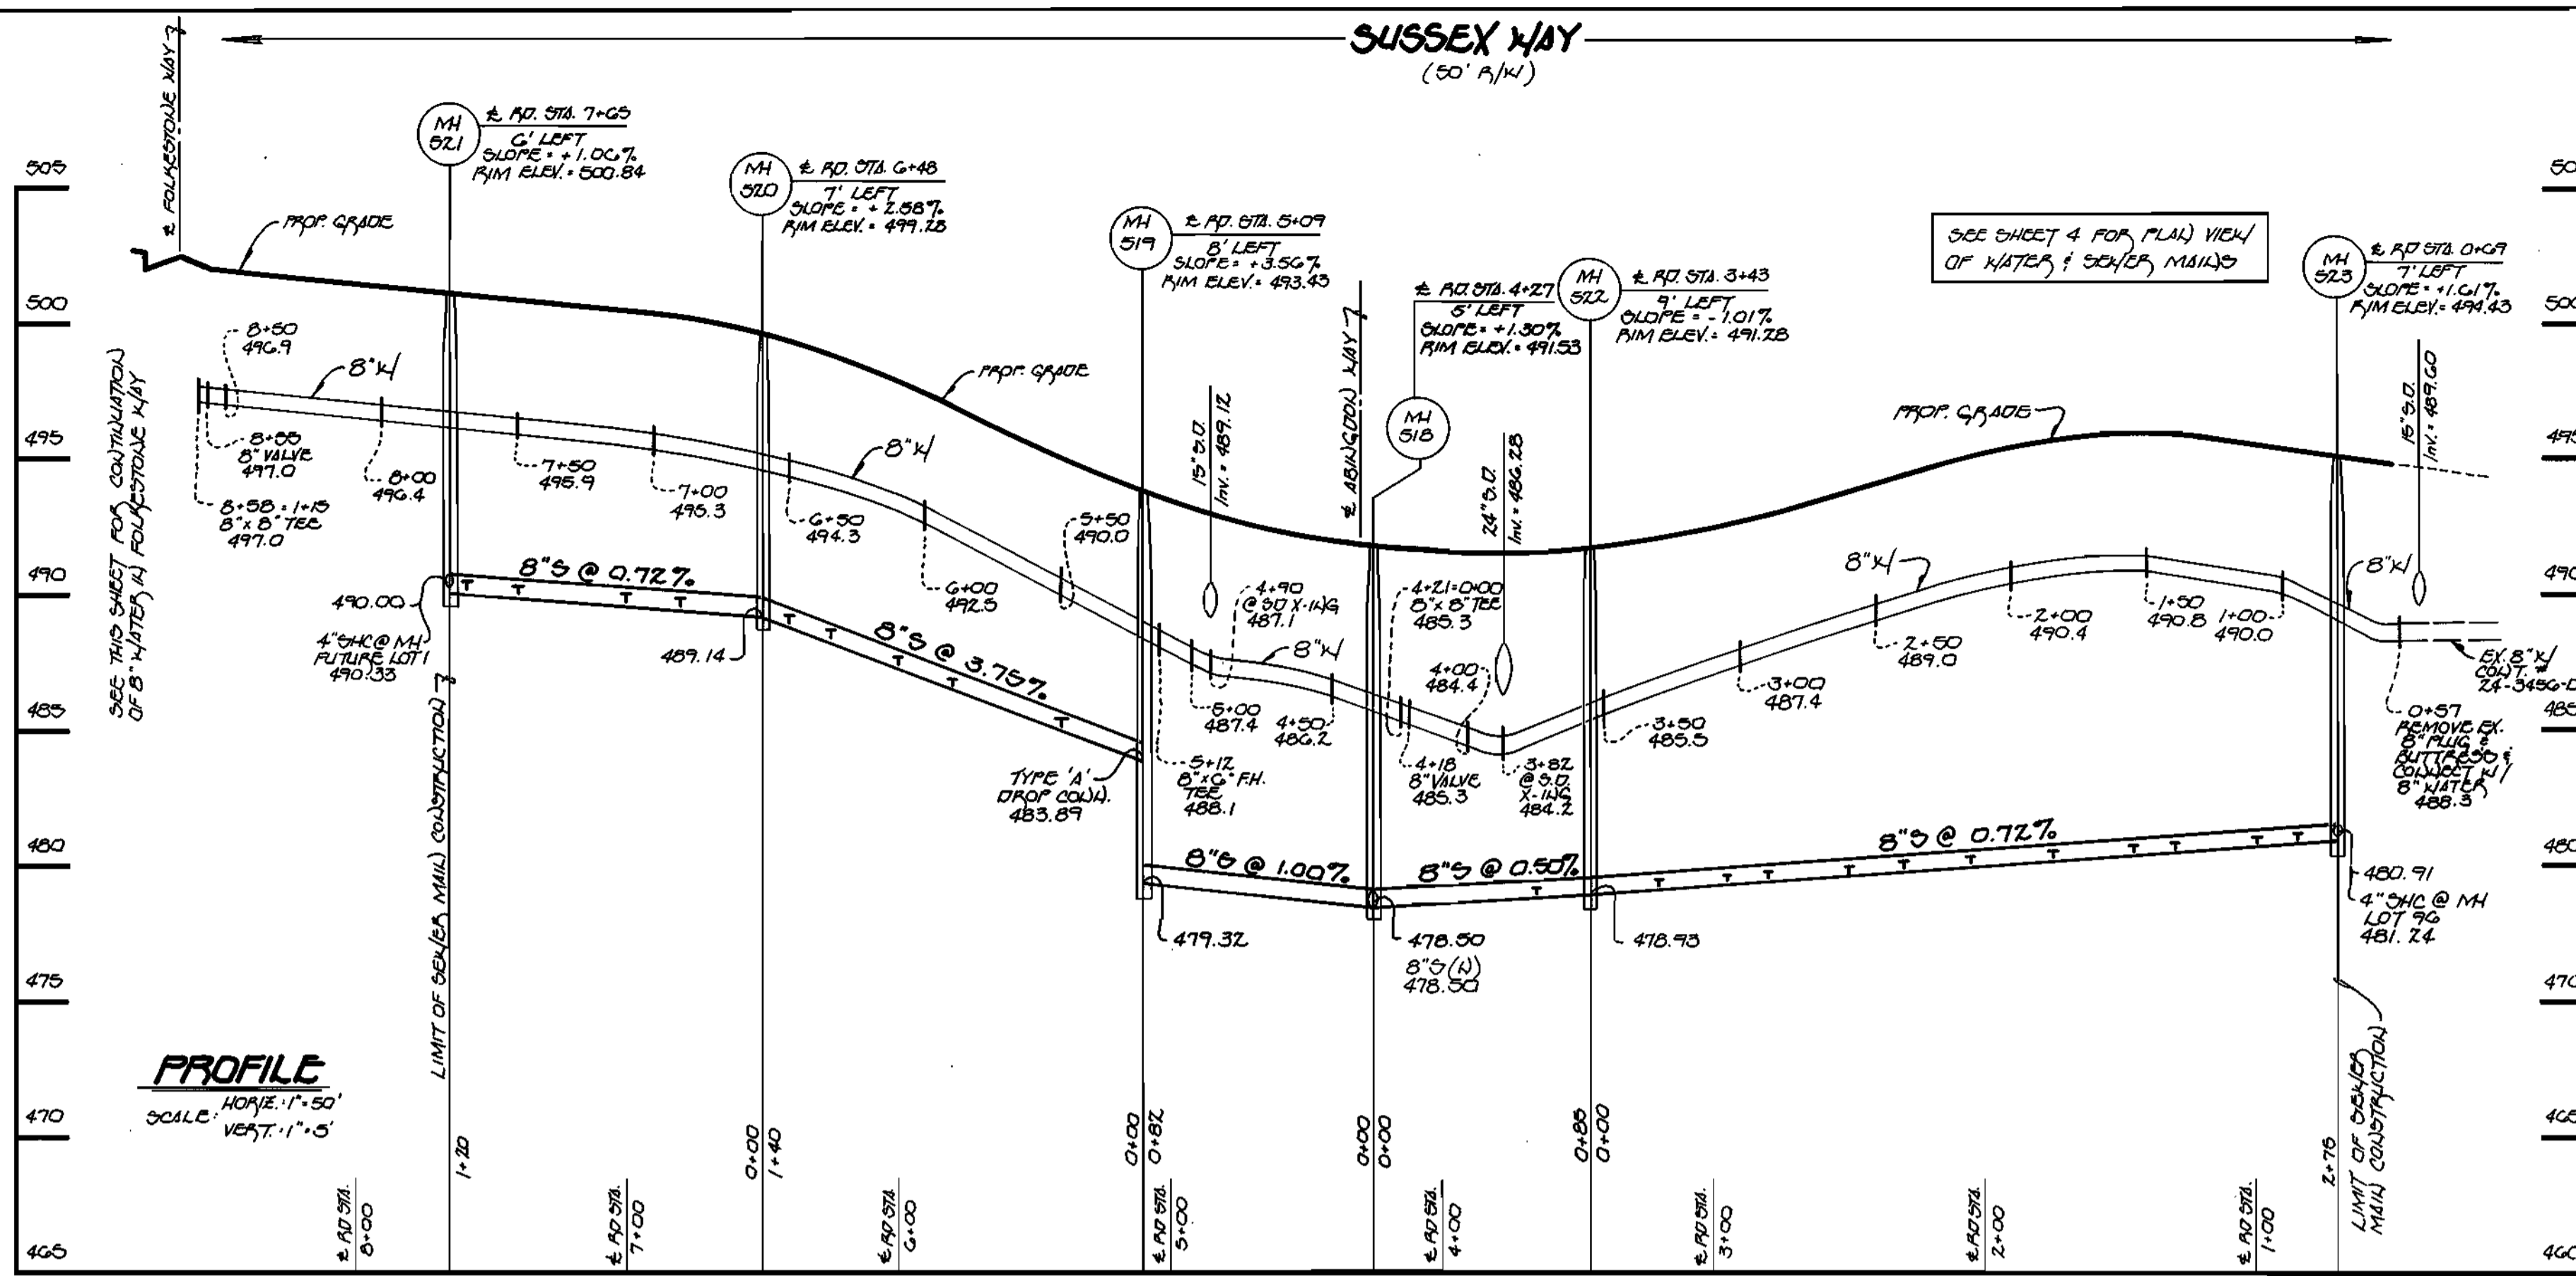 SUSSEX WAY
(50' R/W)
℄ FOLKESTONE WAY
MH
521
℄ RD. STA. 7+65
6' LEFT
SLOPE = +1.06%
RIM ELEV. = 500.84
MH
520
℄ RD. STA. 6+48
7' LEFT
SLOPE = +2.58%
RIM ELEV. = 499.28
MH
519
℄ RD. STA. 5+09
8' LEFT
SLOPE = +3.56%
RIM ELEV. = 493.43
℄ ABINGDON WAY
℄ RD. STA. 4+27
5' LEFT
SLOPE = +1.30%
RIM ELEV. = 491.53
MH
518
MH
522
℄ RD. STA. 3+43
9' LEFT
SLOPE = -1.01%
RIM ELEV. = 491.28
SEE SHEET 4 FOR PLAN VIEW
OF WATER & SEWER MAINS
MH
523
℄ RD STA. 0+69
7' LEFT
SLOPE = +1.61%
RIM ELEV. = 494.43
505
500
495
490
485
480
475
470
465
PROP. GRADE
PROP. GRADE
PROP. GRADE
SEE THIS SHEET FOR CONTINUATION
OF 8" WATER IN FOLKESTONE WAY
8+50
496.9
8"W
8+55
8" VALVE
497.0
8+58 = 1+15
8" x 8" TEE
497.0
8+00
496.4
7+50
495.9
7+00
495.3
6+50
494.3
8"W
6+00
492.5
5+50
490.0
15" S.D.
Inv. = 489.12
4+90
@ SD X-ING
487.1
5+00
487.4
8"W
4+50
486.2
5+12
8"x6" F.H.
TEE
488.1
4+21=0+00
8"x 8" TEE
485.3
4+18
8" VALVE
485.3
4+00
484.4
24" S.D.
Inv. = 486.28
3+82
@ S.D.
X-ING
484.2
3+50
485.5
3+00
487.4
8"W
2+50
489.0
2+00
490.4
1+50
490.8
1+00
490.0
8"W
15" S.D.
Inv. = 489.60
EX. 8" W
CONT. #
24-3456-D
0+57
REMOVE EX.
8" PLUG &
BUTTRESS &
CONNECT W/
8" WATER
488.3
490.00
4" SHC @ MH
FUTURE LOT 1
490.33
8"S @ 0.72%
489.14
8"S @ 3.75%
TYPE 'A'
DROP CONN.
483.89
8"S @ 1.00%
479.32
8"S @ 0.50%
478.50
8"S (N)
478.50
478.93
8"S @ 0.72%
480.91
4" SHC @ MH
LOT 96
481.24
LIMIT OF SEWER MAIN CONSTRUCTION
LIMIT OF SEWER
MAIN CONSTRUCTION
PROFILE
SCALE: HORIZ.: 1"=50'
VERT.: 1"=5'
1+20
0+00
1+40
0+00
0+82
0+00
0+00
0+85
0+00
2+75
℄ RD STA.
8+00
℄ RD STA.
7+00
℄ RD STA.
6+00
℄ RD STA.
5+00
℄ RD STA.
4+00
℄ RD STA.
3+00
℄ RD STA.
2+00
℄ RD STA.
1+00